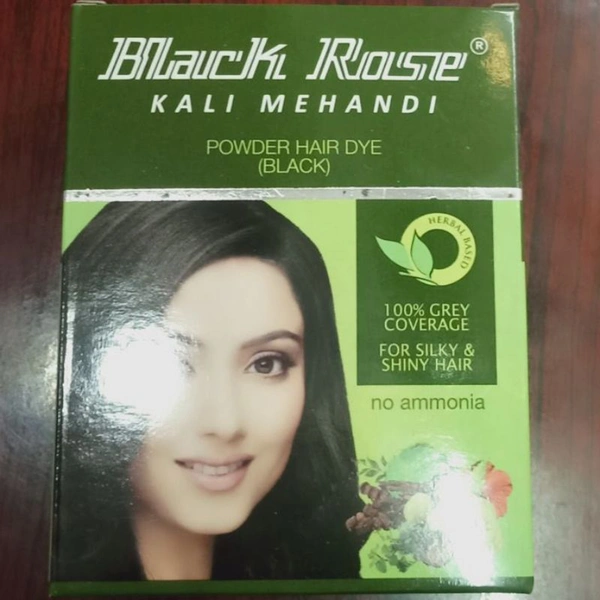 Black Rose®
KALI MEHANDI
POWDER HAIR DYE
(BLACK)
HERBAL BASED
100% GREY
COVERAGE
FOR SILKY &
SHINY HAIR
no ammonia